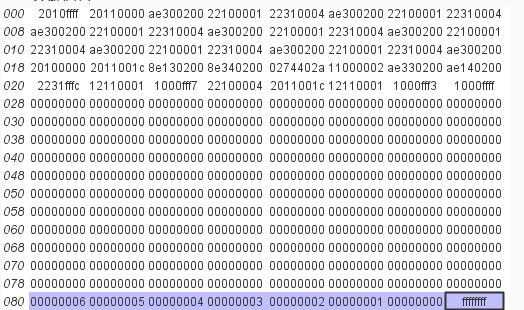 000 2010ffff 20110000 ae300200 22100001 22310004 ae300200 22100001 22310004
008 ae300200 22100001 22310004 ae300200 22100001 22310004 ae300200 22100001
010 22310004 ae300200 22100001 22310004 ae300200 22100001 22310004 ae300200
018 20100000 2011001c 8e130200 8e340200 0274402a 11000002 ae330200 ae140200
020 2231fffc 12110001 1000fff7 22100004 2011001c 12110001 1000fff3 1000ffff
028 00000000 00000000 00000000 00000000 00000000 00000000 00000000 00000000
030 00000000 00000000 00000000 00000000 00000000 00000000 00000000 00000000
038 00000000 00000000 00000000 00000000 00000000 00000000 00000000 00000000
040 00000000 00000000 00000000 00000000 00000000 00000000 00000000 00000000
048 00000000 00000000 00000000 00000000 00000000 00000000 00000000 00000000
050 00000000 00000000 00000000 00000000 00000000 00000000 00000000 00000000
058 00000000 00000000 00000000 00000000 00000000 00000000 00000000 00000000
060 00000000 00000000 00000000 00000000 00000000 00000000 00000000 00000000
068 00000000 00000000 00000000 00000000 00000000 00000000 00000000 00000000
070 00000000 00000000 00000000 00000000 00000000 00000000 00000000 00000000
078 00000000 00000000 00000000 00000000 00000000 00000000 00000000 00000000
080 00000006 00000005 00000004 00000003 00000002 00000001 00000000 ffffffff